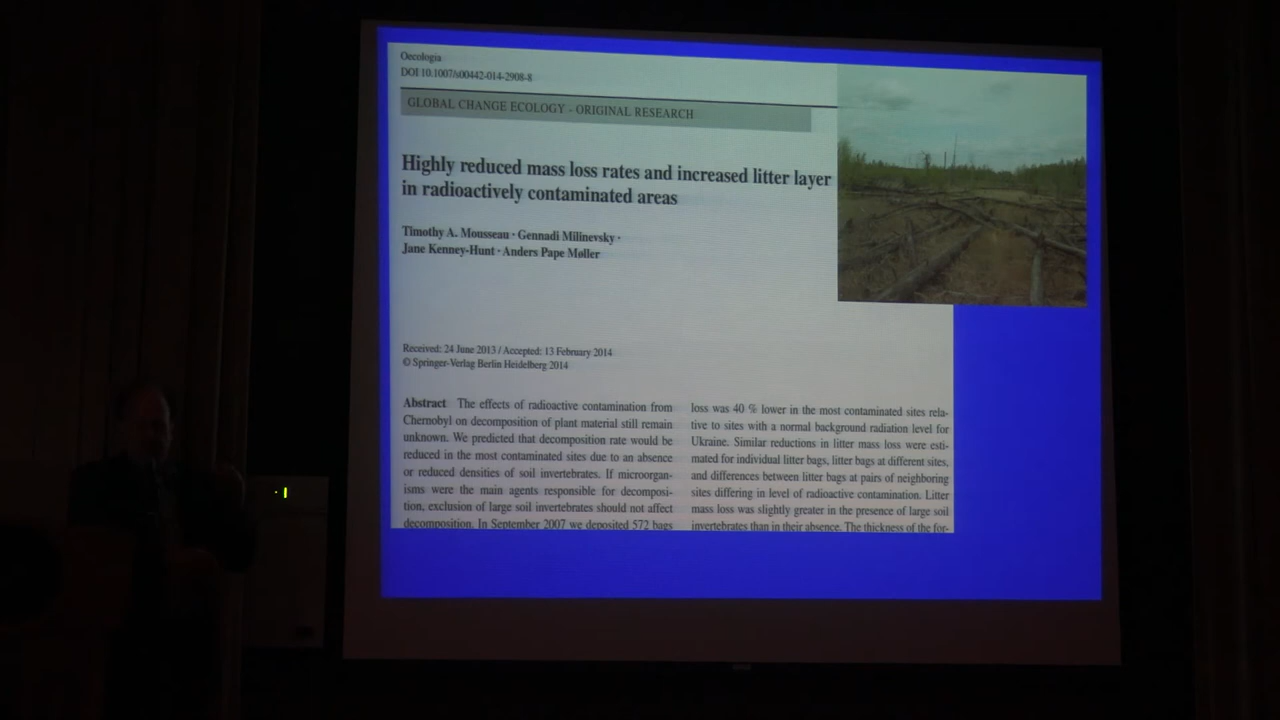 Oecologia
DOI 10.1007/s00442-014-2908-8
GLOBAL CHANGE ECOLOGY - ORIGINAL RESEARCH
Highly reduced mass loss rates and increased litter layer
in radioactively contaminated areas
Timothy A. Mousseau · Gennadi Milinevsky ·
Jane Kenney-Hunt · Anders Pape Møller
Received: 24 June 2013 / Accepted: 13 February 2014
© Springer-Verlag Berlin Heidelberg 2014
Abstract The effects of radioactive contamination from
Chernobyl on decomposition of plant material still remain
unknown. We predicted that decomposition rate would be
reduced in the most contaminated sites due to an absence
or reduced densities of soil invertebrates. If microorgan-
isms were the main agents responsible for decomposi-
tion, exclusion of large soil invertebrates should not affect
decomposition. In September 2007 we deposited 572 bags
loss was 40 % lower in the most contaminated sites rela-
tive to sites with a normal background radiation level for
Ukraine. Similar reductions in litter mass loss were esti-
mated for individual litter bags, litter bags at different sites,
and differences between litter bags at pairs of neighboring
sites differing in level of radioactive contamination. Litter
mass loss was slightly greater in the presence of large soil
invertebrates than in their absence. The thickness of the for-